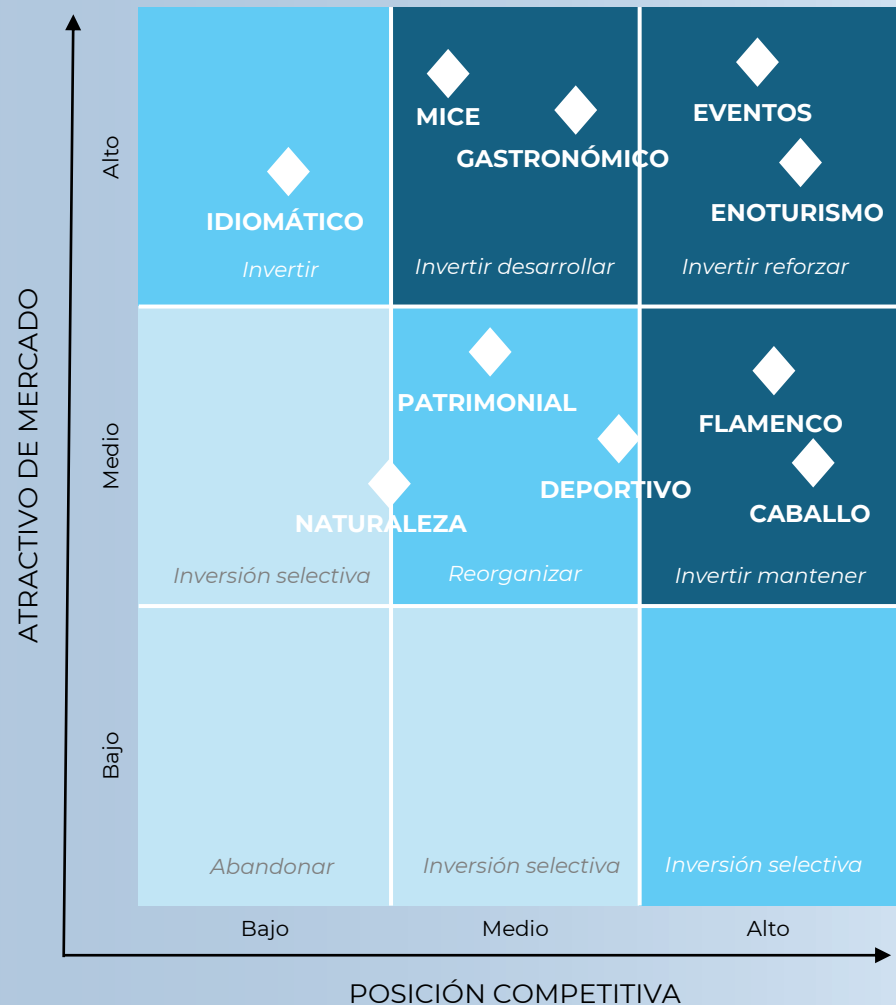 ATRACTIVO DE MERCADO
Alto
Medio
Bajo
MICE
EVENTOS
GASTRONÓMICO
IDIOMÁTICO
ENOTURISMO
Invertir
Invertir desarrollar
Invertir reforzar
PATRIMONIAL
FLAMENCO
DEPORTIVO
NATURALEZA
CABALLO
Inversión selectiva
Reorganizar
Invertir mantener
Abandonar
Inversión selectiva
Inversión selectiva
Bajo
Medio
Alto
POSICIÓN COMPETITIVA